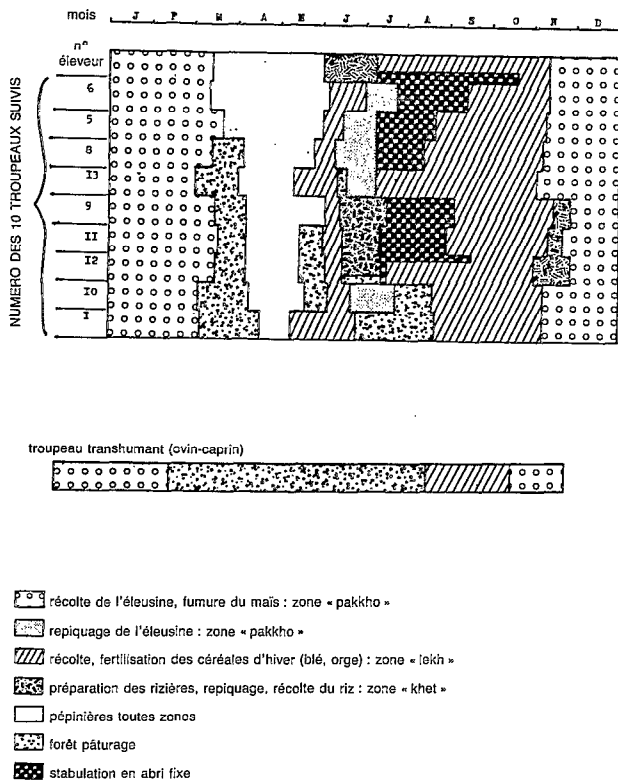 mois J F M A M J J A S O N D
n°
éleveur
6
5
8
13
9
11
12
10
1
NUMERO DES 10 TROUPEAUX SUIVIS
troupeau transhumant (ovin-caprin)
récolte de l'éleusine, fumure du maïs : zone « pakkho »
repiquage de l'éleusine : zone « pakkho »
récolte, fertilisation des céréales d'hiver (blé, orge) : zone « lekh »
préparation des rizières, repiquage, récolte du riz : zone « khet »
pépinières toutes zones
forêt pâturage
stabulation en abri fixe